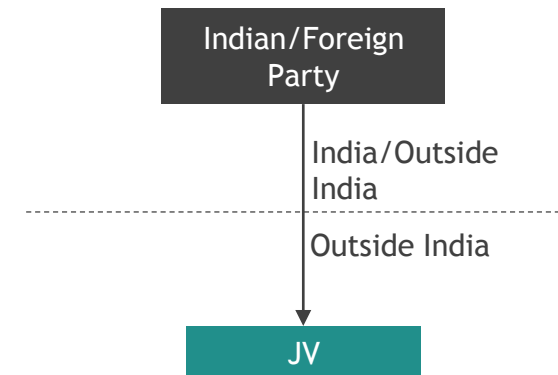 Indian/Foreign
Party
India/Outside
India
Outside India
JV